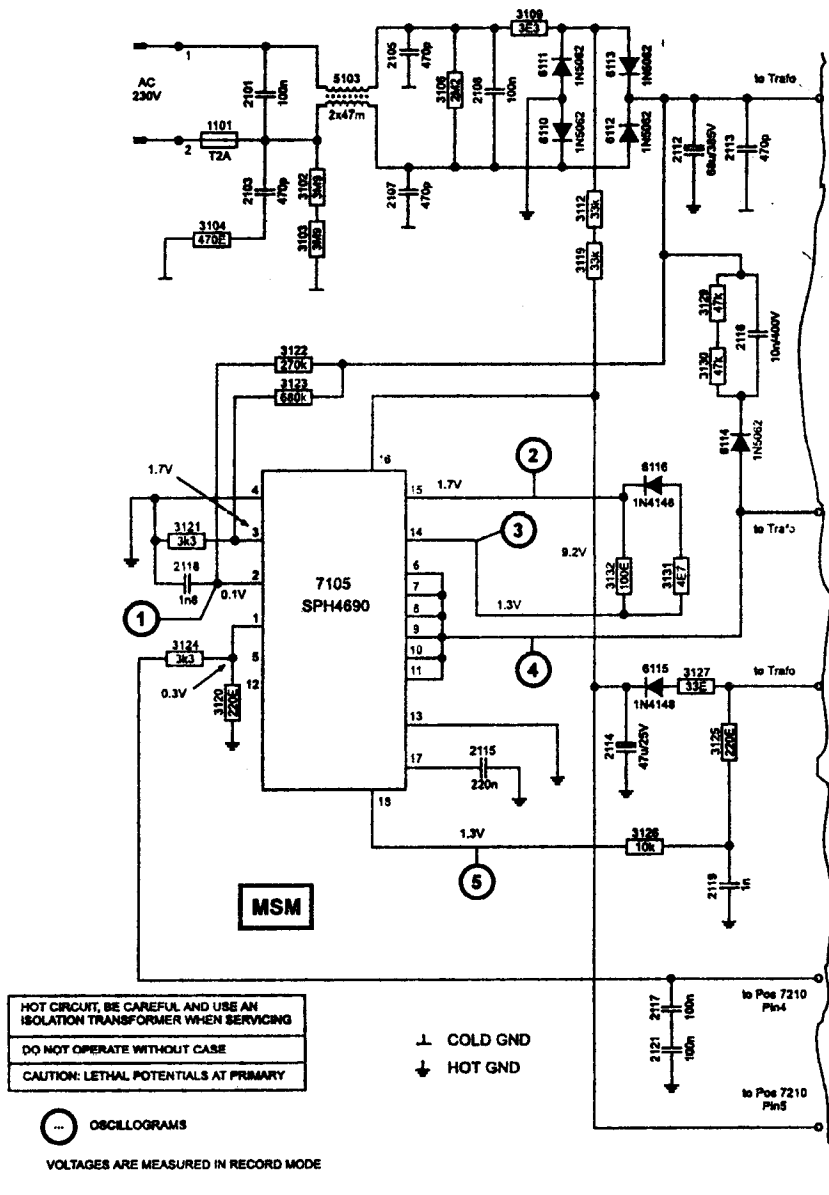 3109
3E3
1
AC
230V
2101
100n
5103
2x47m
2105
470p
3106
2M2
2108
100n
6111
1N5062
6113
1N5062
to Trafo
2
1101
T2A
2103
470p
3102
3M9
3103
3M9
2107
470p
6110
1N5062
6112
1N5062
2112
68u/385V
2113
470p
3104
470E
3112
33k
3119
33k
3129
47k
3130
47k
2116
10n/400V
3122
270k
3123
680k
6114
1N5062
1.7V
16
2
4
15
1.7V
6116
1N4148
to Trafo
3121
3k3
3
14
3
9.2V
2118
1n6
2
0.1V
7105
SPH4690
6
7
8
9
10
11
3132
100E
3131
4E7
1.3V
1
1
4
3124
3k3
5
12
0.3V
3120
220E
6115
1N4148
3127
33E
to Trafo
13
2114
47u/25V
3125
220E
17
2115
220n
18
1.3V
3126
10k
5
2119
1n
MSM
to Pos 7210
Pin4
2117
100n
2121
100n
HOT CIRCUIT, BE CAREFUL AND USE AN
ISOLATION TRANSFORMER WHEN SERVICING
DO NOT OPERATE WITHOUT CASE
CAUTION: LETHAL POTENTIALS AT PRIMARY
COLD GND
HOT GND
to Pos 7210
Pin5
... OSCILLOGRAMS
VOLTAGES ARE MEASURED IN RECORD MODE